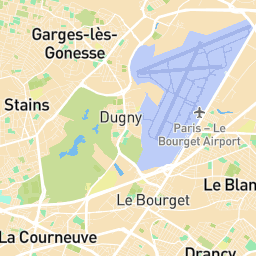 Garges-lès-
Gonesse
Stains
Dugny
Paris – Le
Bourget Airport
Le Blan
Le Bourget
La Courneuve
Drancy